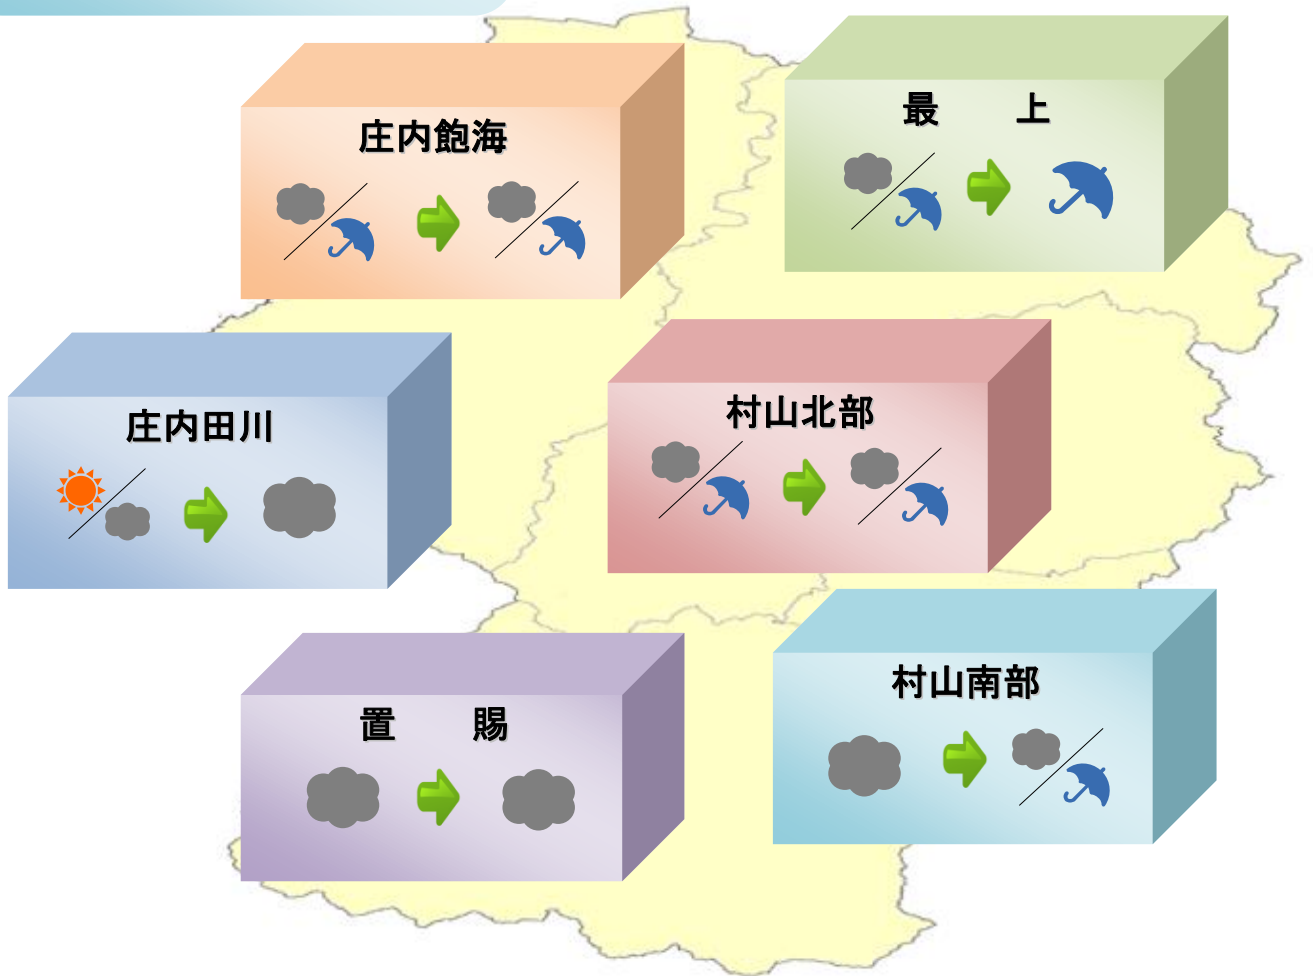 庄内飽海
最　上
庄内田川
村山北部
置　賜
村山南部